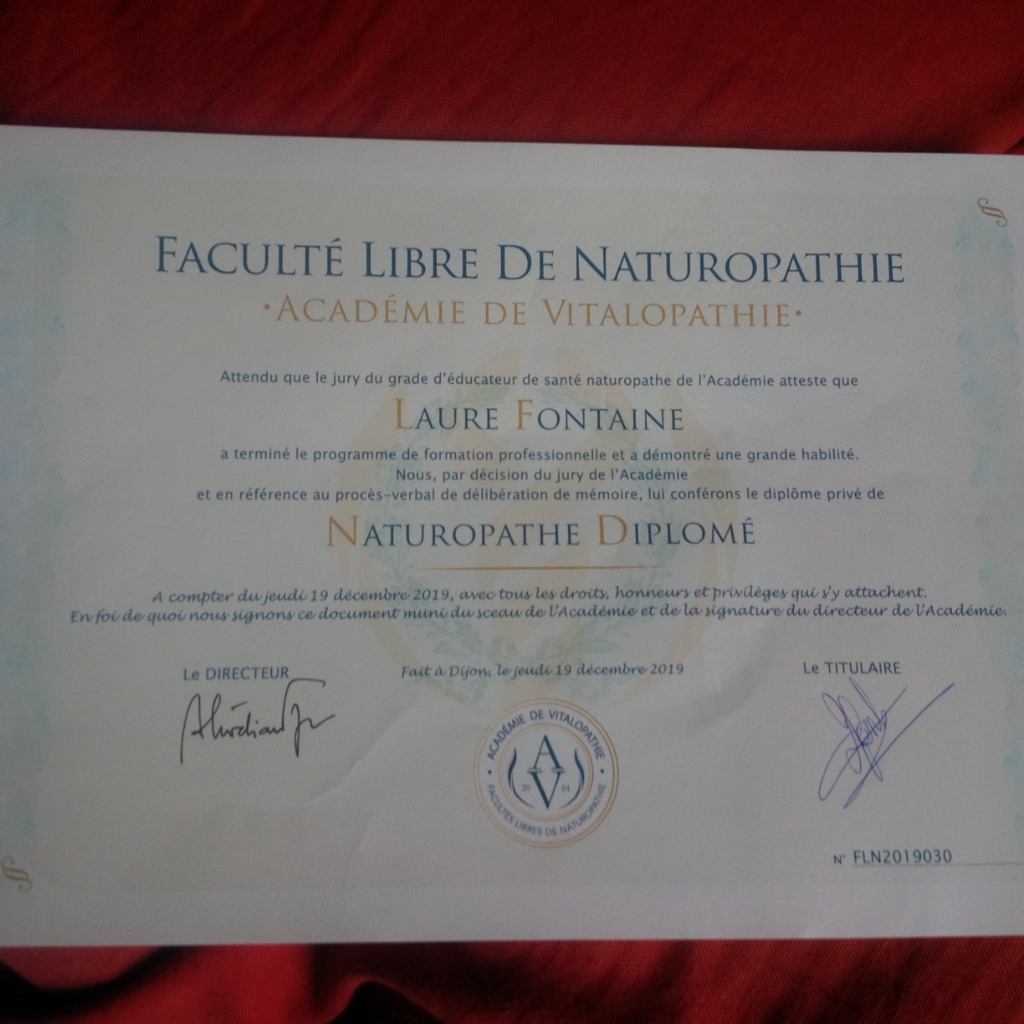 FACULTÉ LIBRE DE NATUROPATHIE
·ACADÉMIE DE VITALOPATHIE·
Attendu que le jury du grade d'éducateur de santé naturopathe de l'Académie atteste que
LAURE FONTAINE
a terminé le programme de formation professionnelle et a démontré une grande habilité.
Nous, par décision du jury de l'Académie
et en référence au procès-verbal de délibération de mémoire, lui conférons le diplôme privé de
NATUROPATHE DIPLOMÉ
A compter du jeudi 19 décembre 2019, avec tous les droits, honneurs et privilèges qui s'y attachent.
En foi de quoi nous signons ce document muni du sceau de l'Académie et de la signature du directeur de l'Académie.
Le DIRECTEUR
Fait à Dijon, le jeudi 19 décembre 2019
Le TITULAIRE
ACADÉMIE DE VITALOPATHIE
AV
20 01
FACULTÉS LIBRES DE NATUROPATHIE
N° FLN2019030